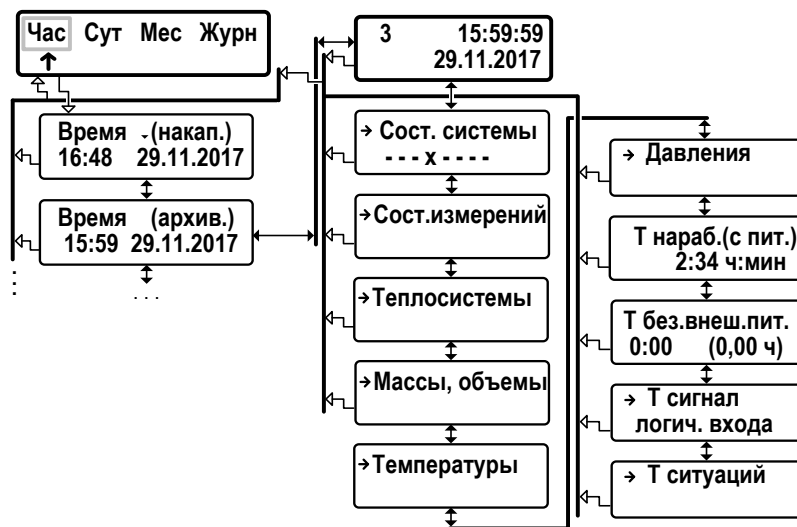 Час Сут Мес Журн
Время (накап.)
16:48 29.11.2017
Время (архив.)
15:59 29.11.2017
. . .
. . .
3 15:59:59
29.11.2017
→ Сост. системы
- - - x - - - -
→Сост.измерений
→Теплосистемы
→Массы, объемы
→Температуры
→ Давления
Т нараб.(с пит.)
2:34 ч:мин
Т без.внеш.пит.
0:00 (0,00 ч)
→ Т сигнал
логич. входа
→ Т ситуаций